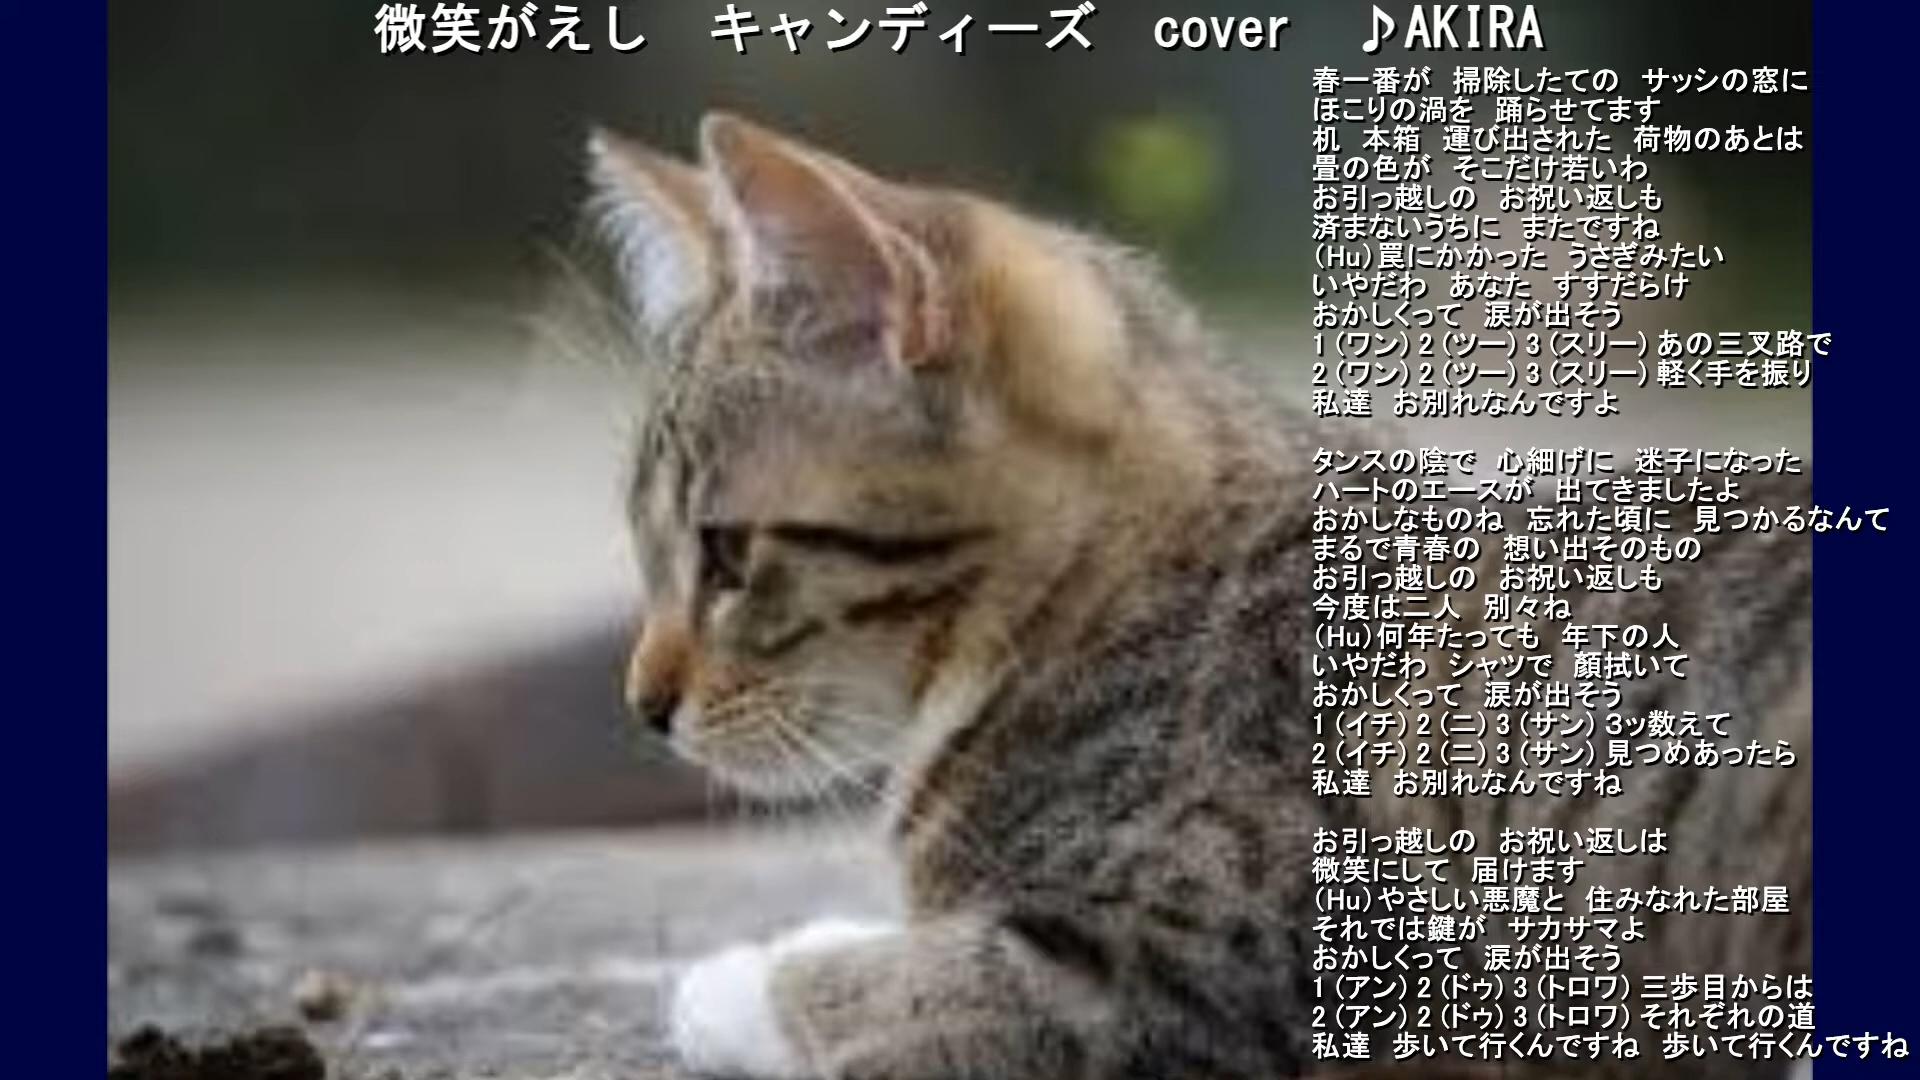 微笑がえし　キャンディーズ　cover　♪AKIRA
春一番が　掃除したての　サッシの窓に
ほこりの渦を　踊らせてます
机　本箱　運び出された　荷物のあとは
畳の色が　そこだけ若いわ
お引っ越しの　お祝い返しも
済まないうちに　またですね
(Hu)罠にかかった　うさぎみたい
いやだわ　あなた　すすだらけ
おかしくって　涙が出そう
1(ワン)2(ツー)3(スリー)あの三叉路で
2(ワン)2(ツー)3(スリー)軽く手を振り
私達　お別れなんですよ
タンスの陰で　心細げに　迷子になった
ハートのエースが　出てきましたよ
おかしなものね　忘れた頃に　見つかるなんて
まるで青春の　想い出そのもの
お引っ越しの　お祝い返しも
今度は二人　別々ね
(Hu)何年たっても　年下の人
いやだわ　シャツで　顔拭いて
おかしくって　涙が出そう
1(イチ)2(ニ)3(サン)3ッ数えて
2(イチ)2(ニ)3(サン)見つめあったら
私達　お別れなんですね
お引っ越しの　お祝い返しは
微笑にして　届けます
(Hu)やさしい悪魔と　住みなれた部屋
それでは鍵が　サカサマよ
おかしくって　涙が出そう
1(アン)2(ドゥ)3(トロワ)三歩目からは
2(アン)2(ドゥ)3(トロワ)それぞれの道
私達　歩いて行くんですね　歩いて行くんですね